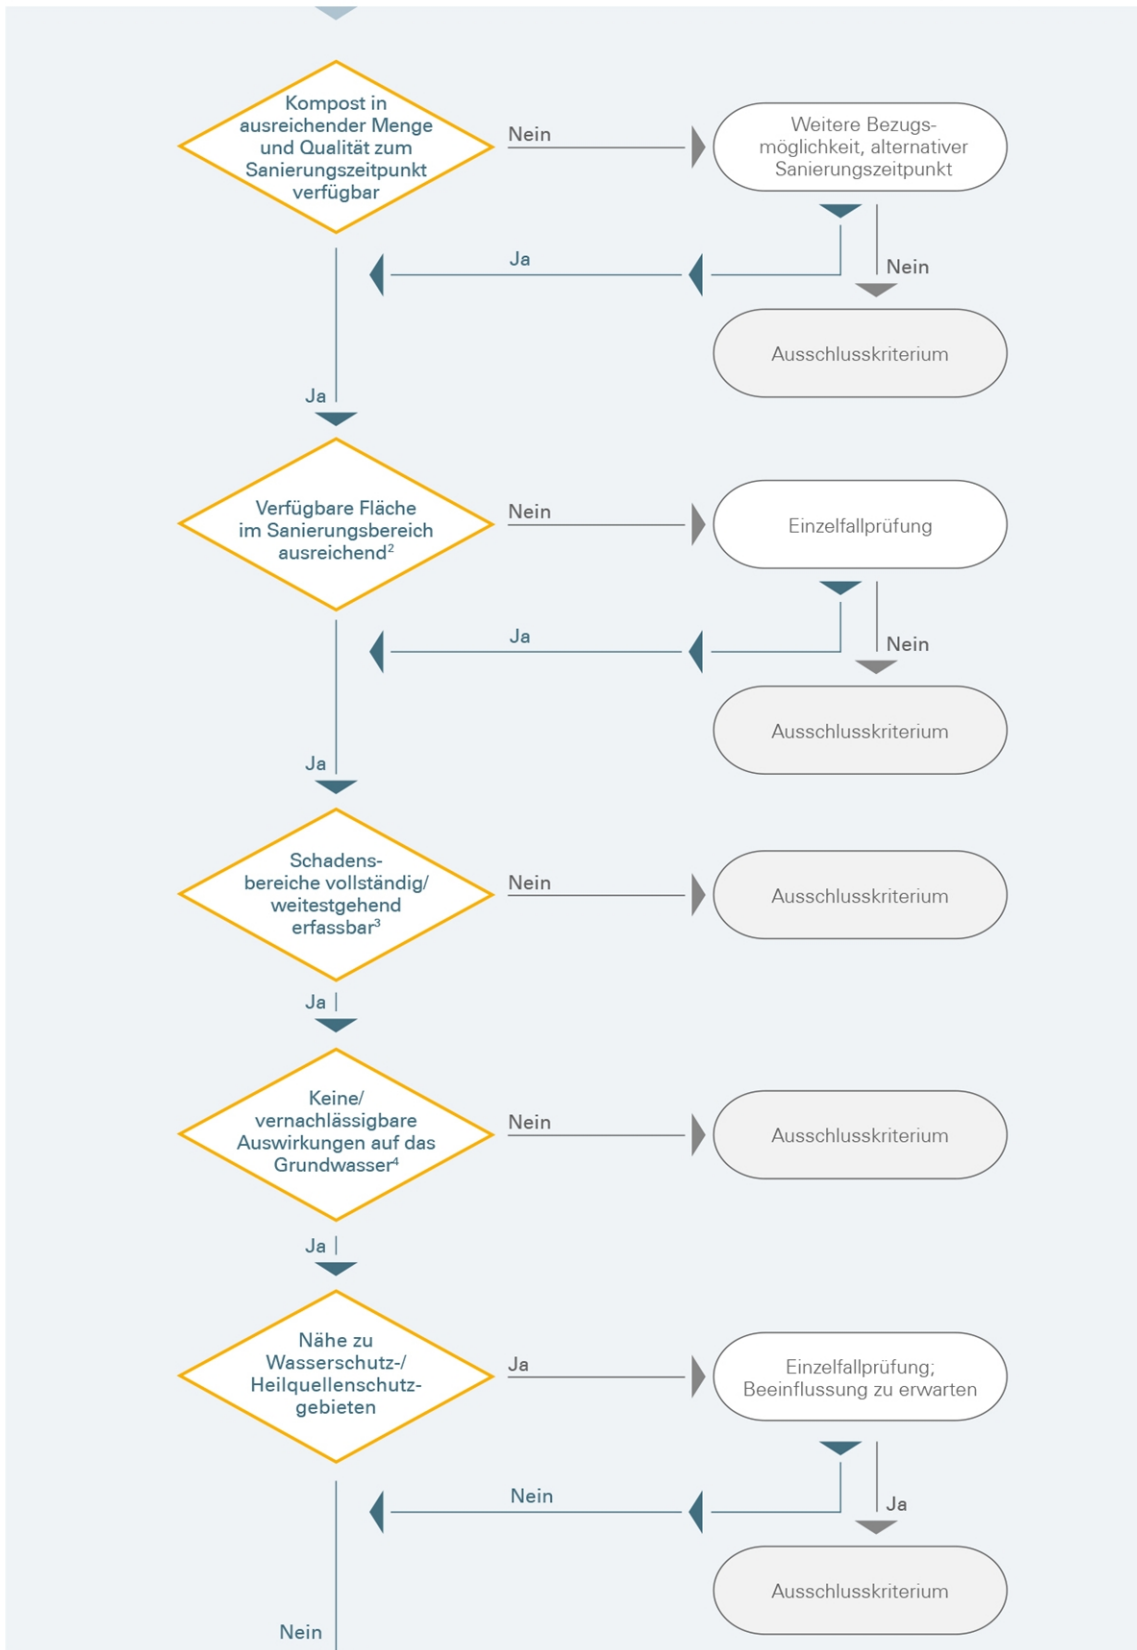 Kompost in
ausreichender Menge
und Qualität zum
Sanierungszeitpunkt
verfügbar
Nein
Weitere Bezugs-
möglichkeit, alternativer
Sanierungszeitpunkt
Ja
Nein
Ausschlusskriterium
Ja
Verfügbare Fläche
im Sanierungsbereich
ausreichend²
Nein
Einzelfallprüfung
Ja
Nein
Ausschlusskriterium
Ja
Schadens-
bereiche vollständig/
weitestgehend
erfassbar³
Nein
Ausschlusskriterium
Ja
Keine/
vernachlässigbare
Auswirkungen auf das
Grundwasser⁴
Nein
Ausschlusskriterium
Ja
Nähe zu
Wasserschutz-/
Heilquellenschutz-
gebieten
Ja
Einzelfallprüfung;
Beeinflussung zu erwarten
Nein
Ja
Ausschlusskriterium
Nein